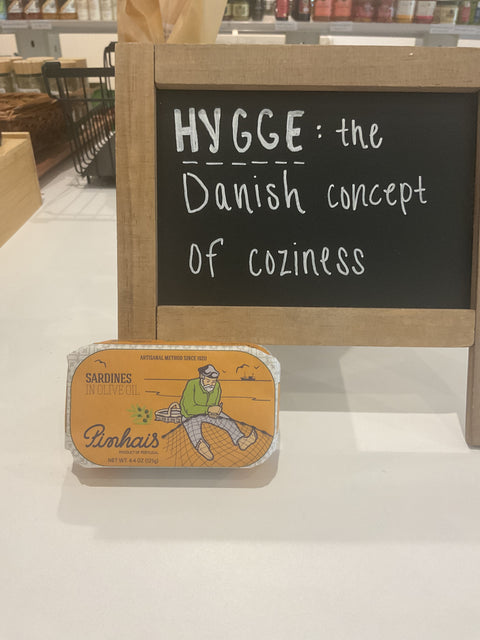 HYGGE: the
Danish concept
of coziness
ARTISANAL METHOD SINCE 1920
SARDINES
IN OLIVE OIL
Pinhais
PRODUCT OF PORTUGAL
NET WT. 4.4 OZ (125g)